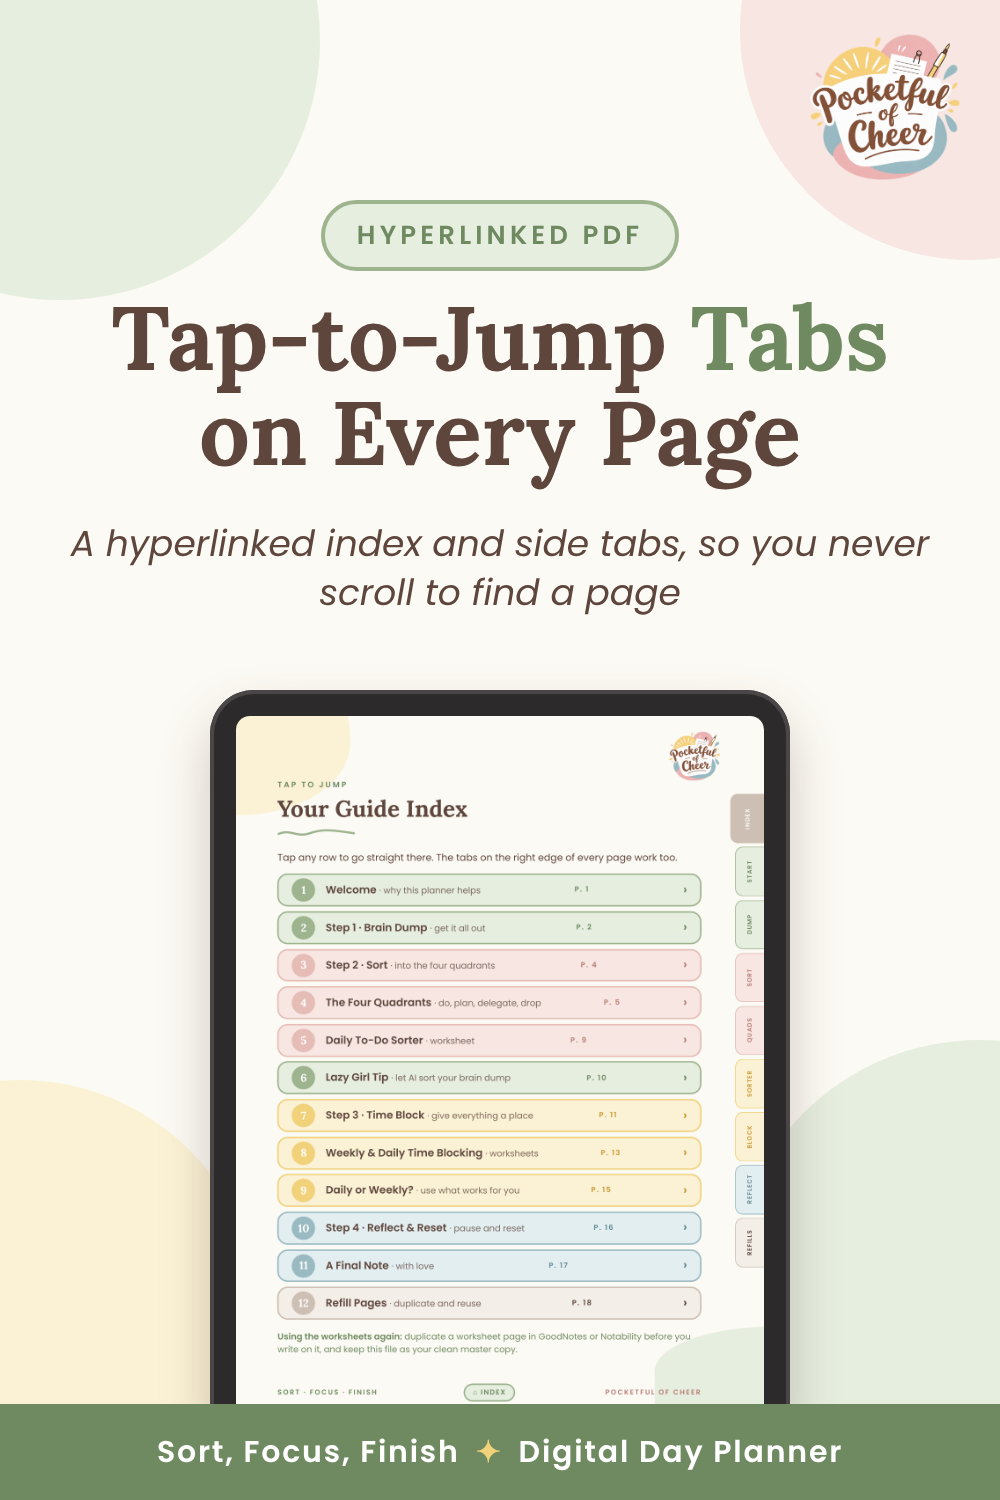 Pocketful
of
Cheer
HYPERLINKED PDF
Tap-to-Jump Tabs
on Every Page
A hyperlinked index and side tabs, so you never
scroll to find a page
Pocketful
of
Cheer
TAP TO JUMP
Your Guide Index
Tap any row to go straight there. The tabs on the right edge of every page work too.
1 Welcome · why this planner helps P. 1 ›
2 Step 1 · Brain Dump · get it all out P. 2 ›
3 Step 2 · Sort · into the four quadrants P. 4 ›
4 The Four Quadrants · do, plan, delegate, drop P. 5 ›
5 Daily To-Do Sorter · worksheet P. 9 ›
6 Lazy Girl Tip · let AI sort your brain dump P. 10 ›
7 Step 3 · Time Block · give everything a place P. 11 ›
8 Weekly & Daily Time Blocking · worksheets P. 13 ›
9 Daily or Weekly? · use what works for you P. 15 ›
10 Step 4 · Reflect & Reset · pause and reset P. 16 ›
11 A Final Note · with love P. 17 ›
12 Refill Pages · duplicate and reuse P. 18 ›
INDEX
START
DUMP
SORT
QUADS
SORTER
BLOCK
REFLECT
REFILLS
Using the worksheets again: duplicate a worksheet page in GoodNotes or Notability before you
write on it, and keep this file as your clean master copy.
SORT · FOCUS · FINISH
⌂ INDEX
POCKETFUL OF CHEER
Sort, Focus, Finish ✦ Digital Day Planner